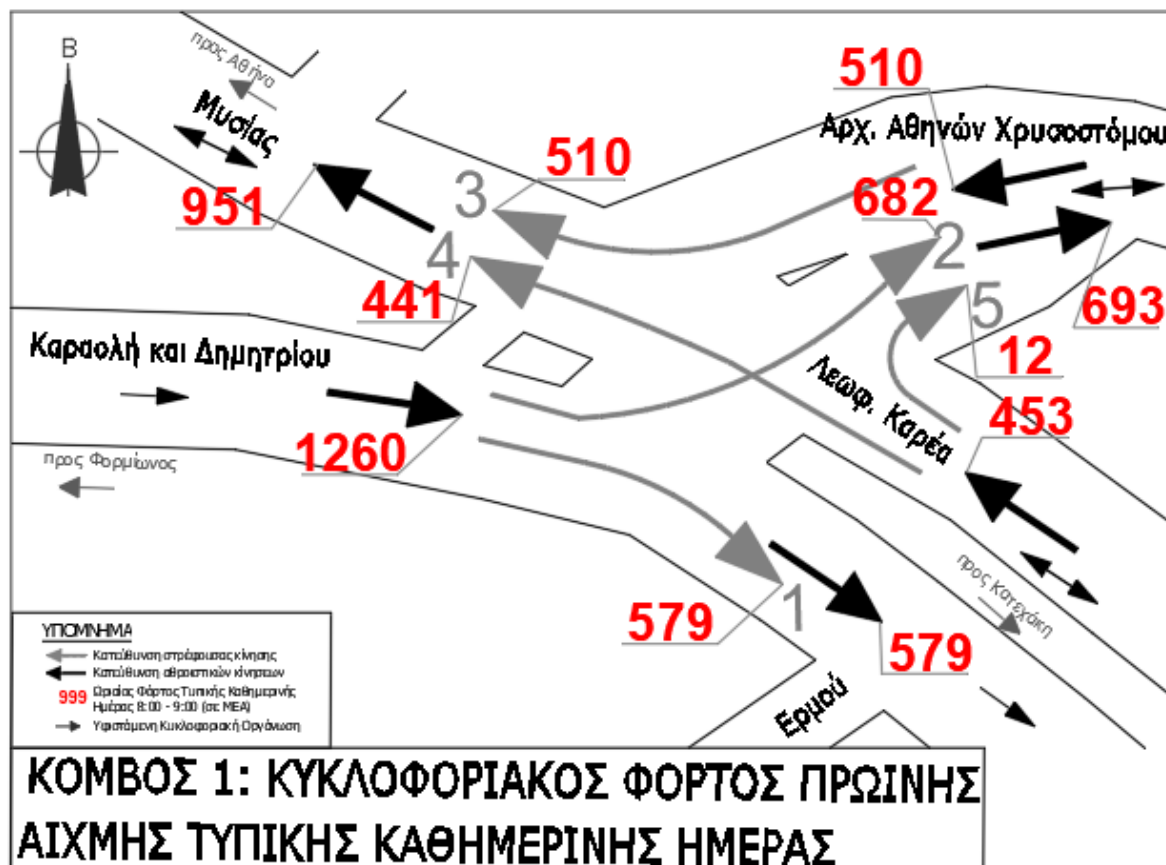 Β
προς Αθήνα
Μυσίας
510
Αρχ. Αθηνών Χρυσοστόμου
3
510
951
682
2
4
441
5
693
Καραολή και Δημητρίου
12
Λεωφ. Καρέα
453
1260
προς Φορμίωνος
προς Κατεχάκη
1
579
579
Ερμού
ΥΠΟΜΝΗΜΑ
Κατεύθυνση στρέφουσας κίνησης
Κατεύθυνση αθροιστικών κινήσεων
999 Ωριαίος Φόρτος Τυπικής Καθημερινής
Ημέρας 8:00 - 9:00 (σε ΜΕΑ)
Υφιστάμενη Κυκλοφοριακή Οργάνωση
ΚΟΜΒΟΣ 1: ΚΥΚΛΟΦΟΡΙΑΚΟΣ ΦΟΡΤΟΣ ΠΡΩΙΝΗΣ
ΑΙΧΜΗΣ ΤΥΠΙΚΗΣ ΚΑΘΗΜΕΡΙΝΗΣ ΗΜΕΡΑΣ